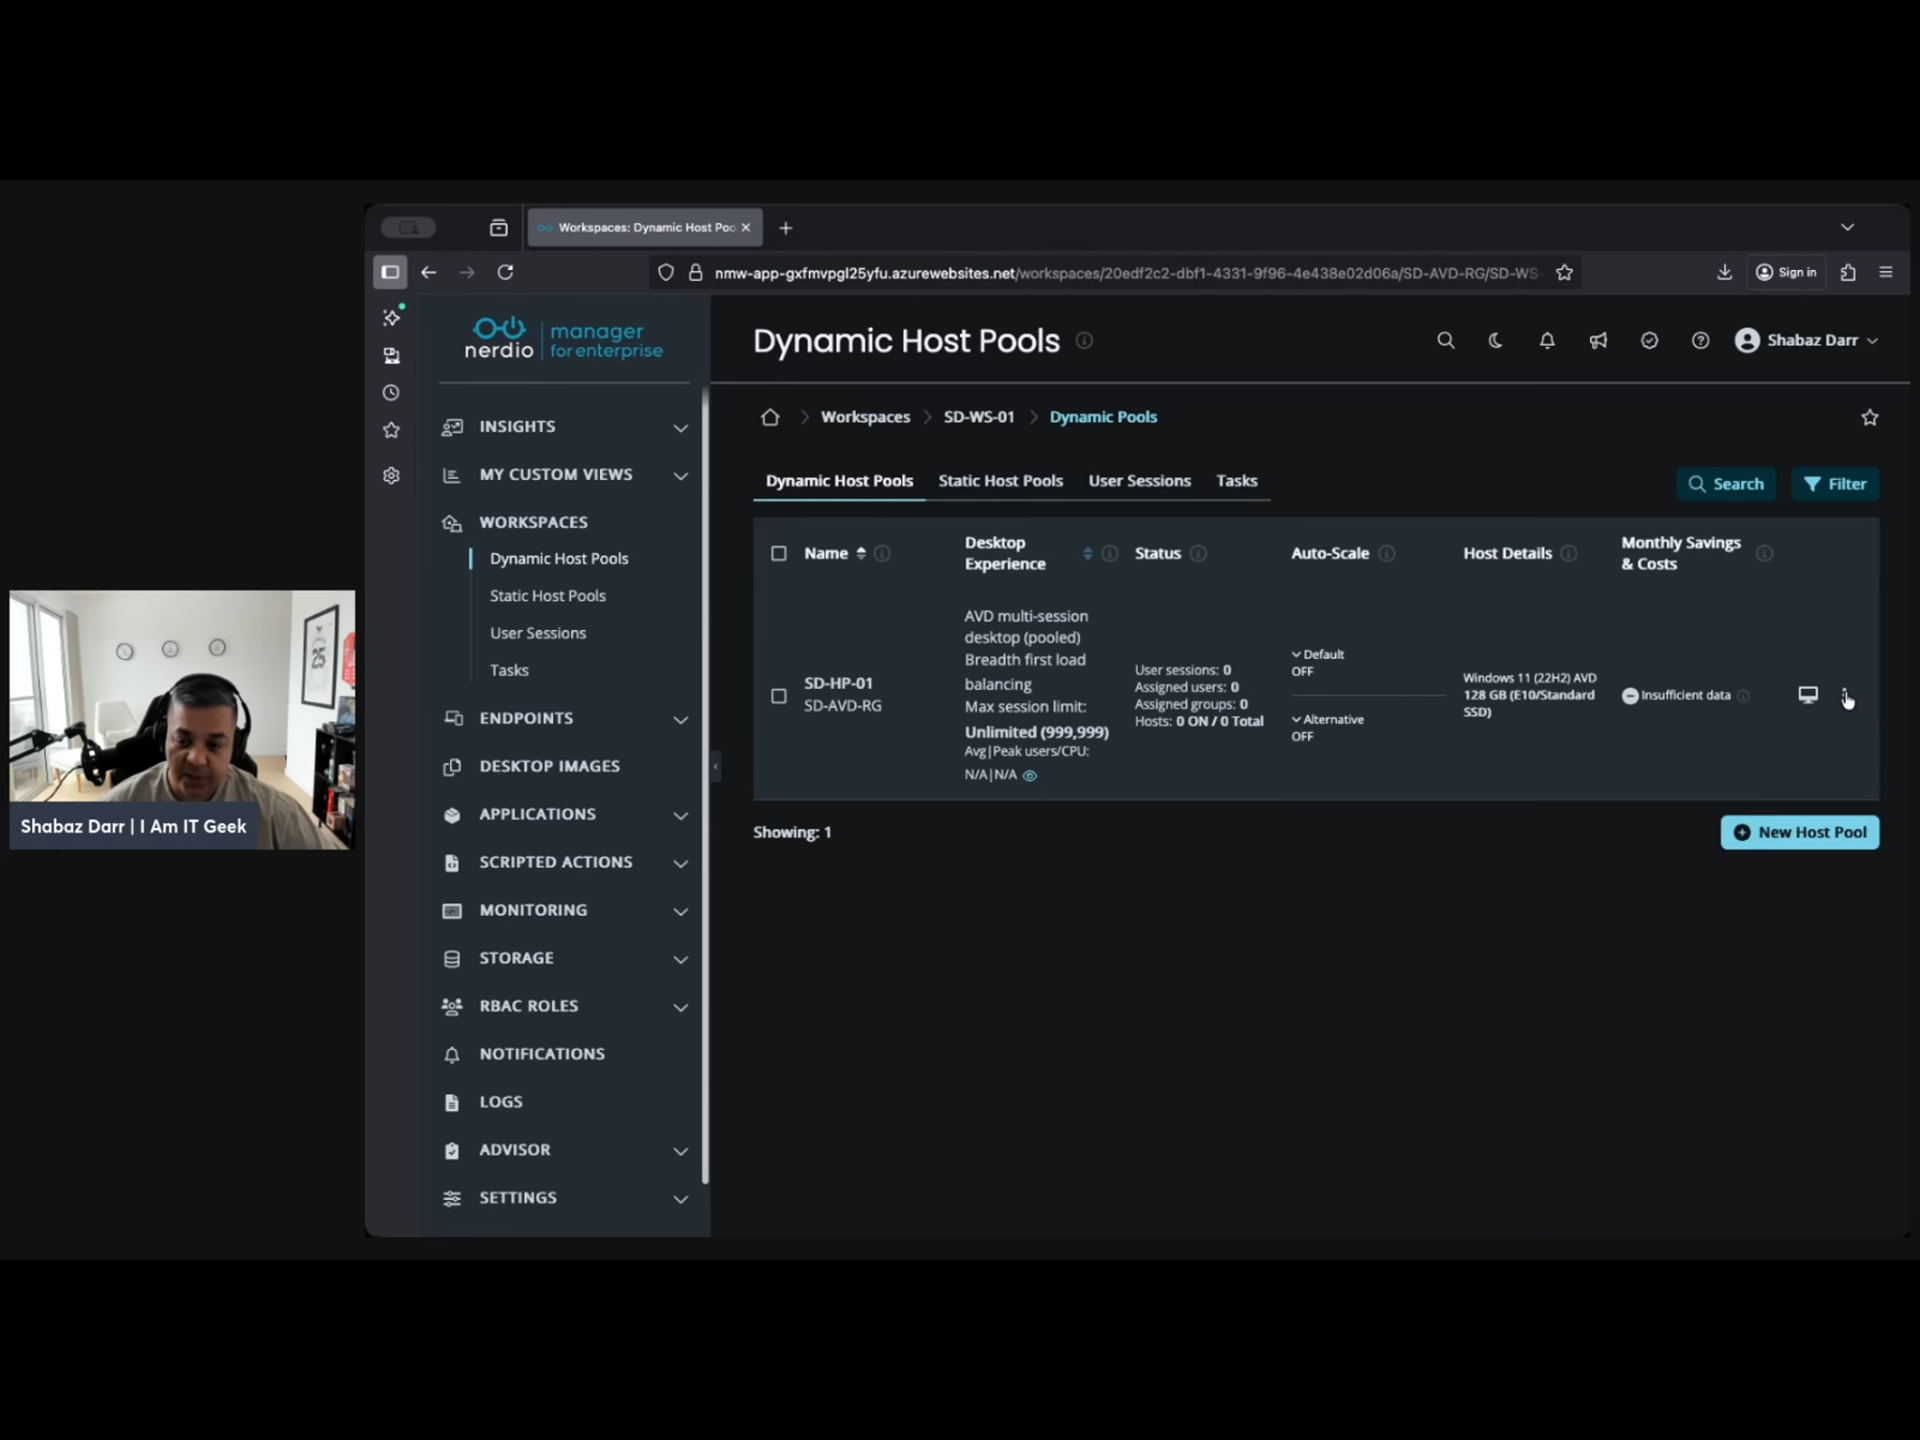 Workspaces: Dynamic Host Poo
nmw-app-gxfmvpgl25yfu.azurewebsites.net/workspaces/20edf2c2-dbf1-4331-9f96-4e438e02d06a/SD-AVD-RG/SD-WS-
Sign in
nerdio | manager for enterprise
Dynamic Host Pools
Shabaz Darr
INSIGHTS
MY CUSTOM VIEWS
WORKSPACES
Dynamic Host Pools
Static Host Pools
User Sessions
Tasks
ENDPOINTS
DESKTOP IMAGES
APPLICATIONS
SCRIPTED ACTIONS
MONITORING
STORAGE
RBAC ROLES
NOTIFICATIONS
LOGS
ADVISOR
SETTINGS
Workspaces > SD-WS-01 > Dynamic Pools
Dynamic Host Pools Static Host Pools User Sessions Tasks
Search Filter
Name
Desktop Experience
Status
Auto-Scale
Host Details
Monthly Savings & Costs
SD-HP-01
SD-AVD-RG
AVD multi-session
desktop (pooled)
Breadth first load
balancing
Max session limit:
Unlimited (999,999)
Avg|Peak users/CPU:
N/A|N/A
User sessions: 0
Assigned users: 0
Assigned groups: 0
Hosts: 0 ON / 0 Total
Default
OFF
Alternative
OFF
Windows 11 (22H2) AVD
128 GB (E10/Standard
SSD)
Insufficient data
Showing: 1
New Host Pool
25
Shabaz Darr | I Am IT Geek